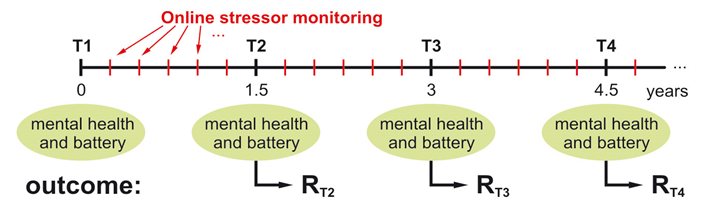 Online stressor monitoring
...
T1 T2 T3 T4 ...
0 1.5 3 4.5 years
mental health and battery mental health and battery mental health and battery mental health and battery
outcome: RT2 RT3 RT4